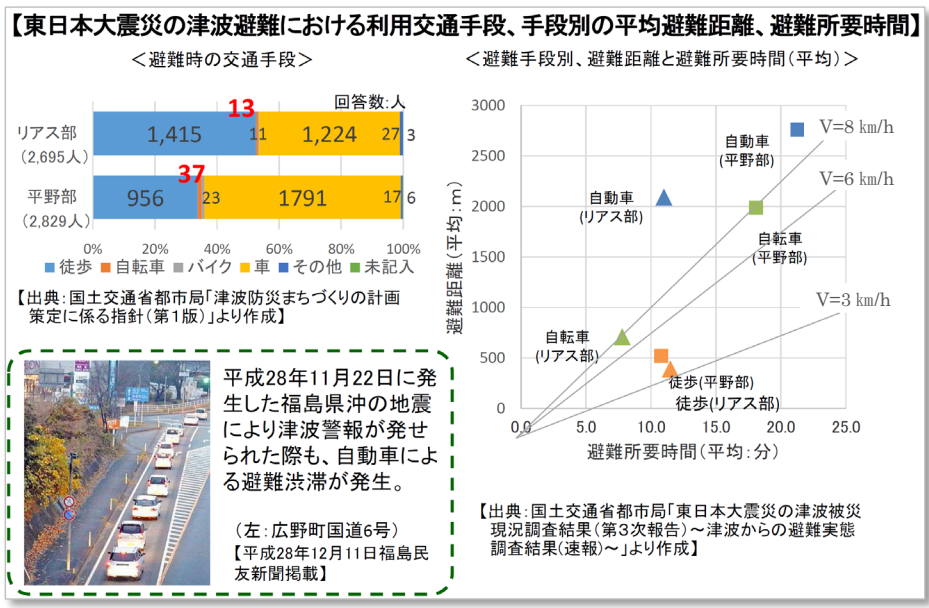 【東日本大震災の津波避難における利用交通手段、手段別の平均避難距離、避難所要時間】
＜避難時の交通手段＞
回答数:人
13
リアス部
(2,695人)
1,415
11
1,224
27
3
37
平野部
(2,829人)
956
23
1791
17
6
0%
20%
40%
60%
80%
100%
徒歩
自転車
バイク
車
その他
未記入
【出典:国土交通省都市局「津波防災まちづくりの計画
策定に係る指針(第1版)」より作成】
＜避難手段別、避難距離と避難所要時間(平均)＞
避難距離(平均:m)
3000
2500
2000
1500
1000
500
0
V=8 km/h
V=6 km/h
V=3 km/h
自動車
(平野部)
自動車
(リアス部)
自転車
(平野部)
自転車
(リアス部)
徒歩(平野部)
徒歩(リアス部)
0.0
5.0
10.0
15.0
20.0
25.0
避難所要時間(平均:分)
【出典:国土交通省都市局「東日本大震災の津波被災
現況調査結果(第3次報告)～津波からの避難実態
調査結果(速報)～」より作成】
平成28年11月22日に発
生した福島県沖の地震
により津波警報が発せ
られた際も、自動車によ
る避難渋滞が発生。
(左:広野町国道6号)
【平成28年12月11日福島民
友新聞掲載】